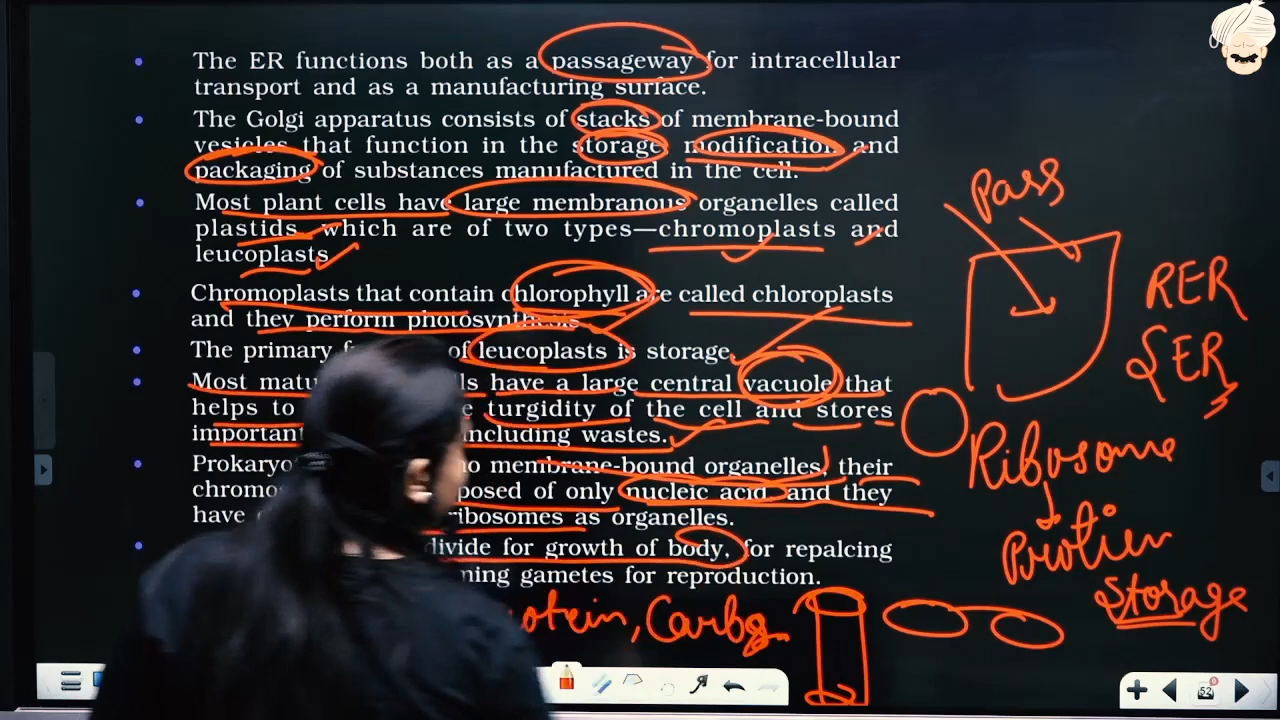 The ER functions both as a passageway for intracellular
transport and as a manufacturing surface.
The Golgi apparatus consists of stacks of membrane-bound
vesicles that function in the storage, modification and
packaging of substances manufactured in the cell.
Most plant cells have large membranous organelles called
plastids, which are of two types—chromoplasts and
leucoplasts
Chromoplasts that contain chlorophyll are called chloroplasts
and they perform photosynthesis.
The primary of leucoplasts is storage.
Most have a large central vacuole that
helps to turgidity of the cell and stores
important including wastes.
no membrane-bound organelles, their
of only nucleic acid and they
have ribosomes as organelles.
divide for growth of body, for repalcing
gametes for reproduction.
Carbs
Pass
RER
SER
Ribosome
Protien
Storage
52